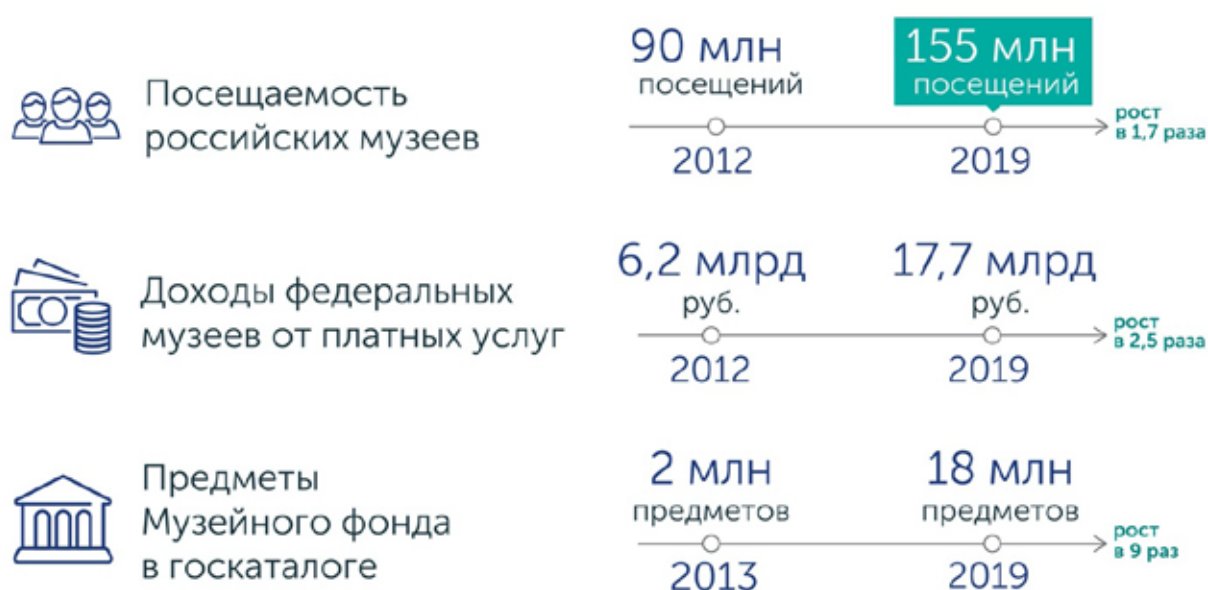 Посещаемость
российских музеев
90 млн
посещений
2012
155 млн
посещений
2019
рост
в 1,7 раза
Доходы федеральных
музеев от платных услуг
6,2 млрд
руб.
2012
17,7 млрд
руб.
2019
рост
в 2,5 раза
Предметы
Музейного фонда
в госкаталоге
2 млн
предметов
2013
18 млн
предметов
2019
рост
в 9 раз